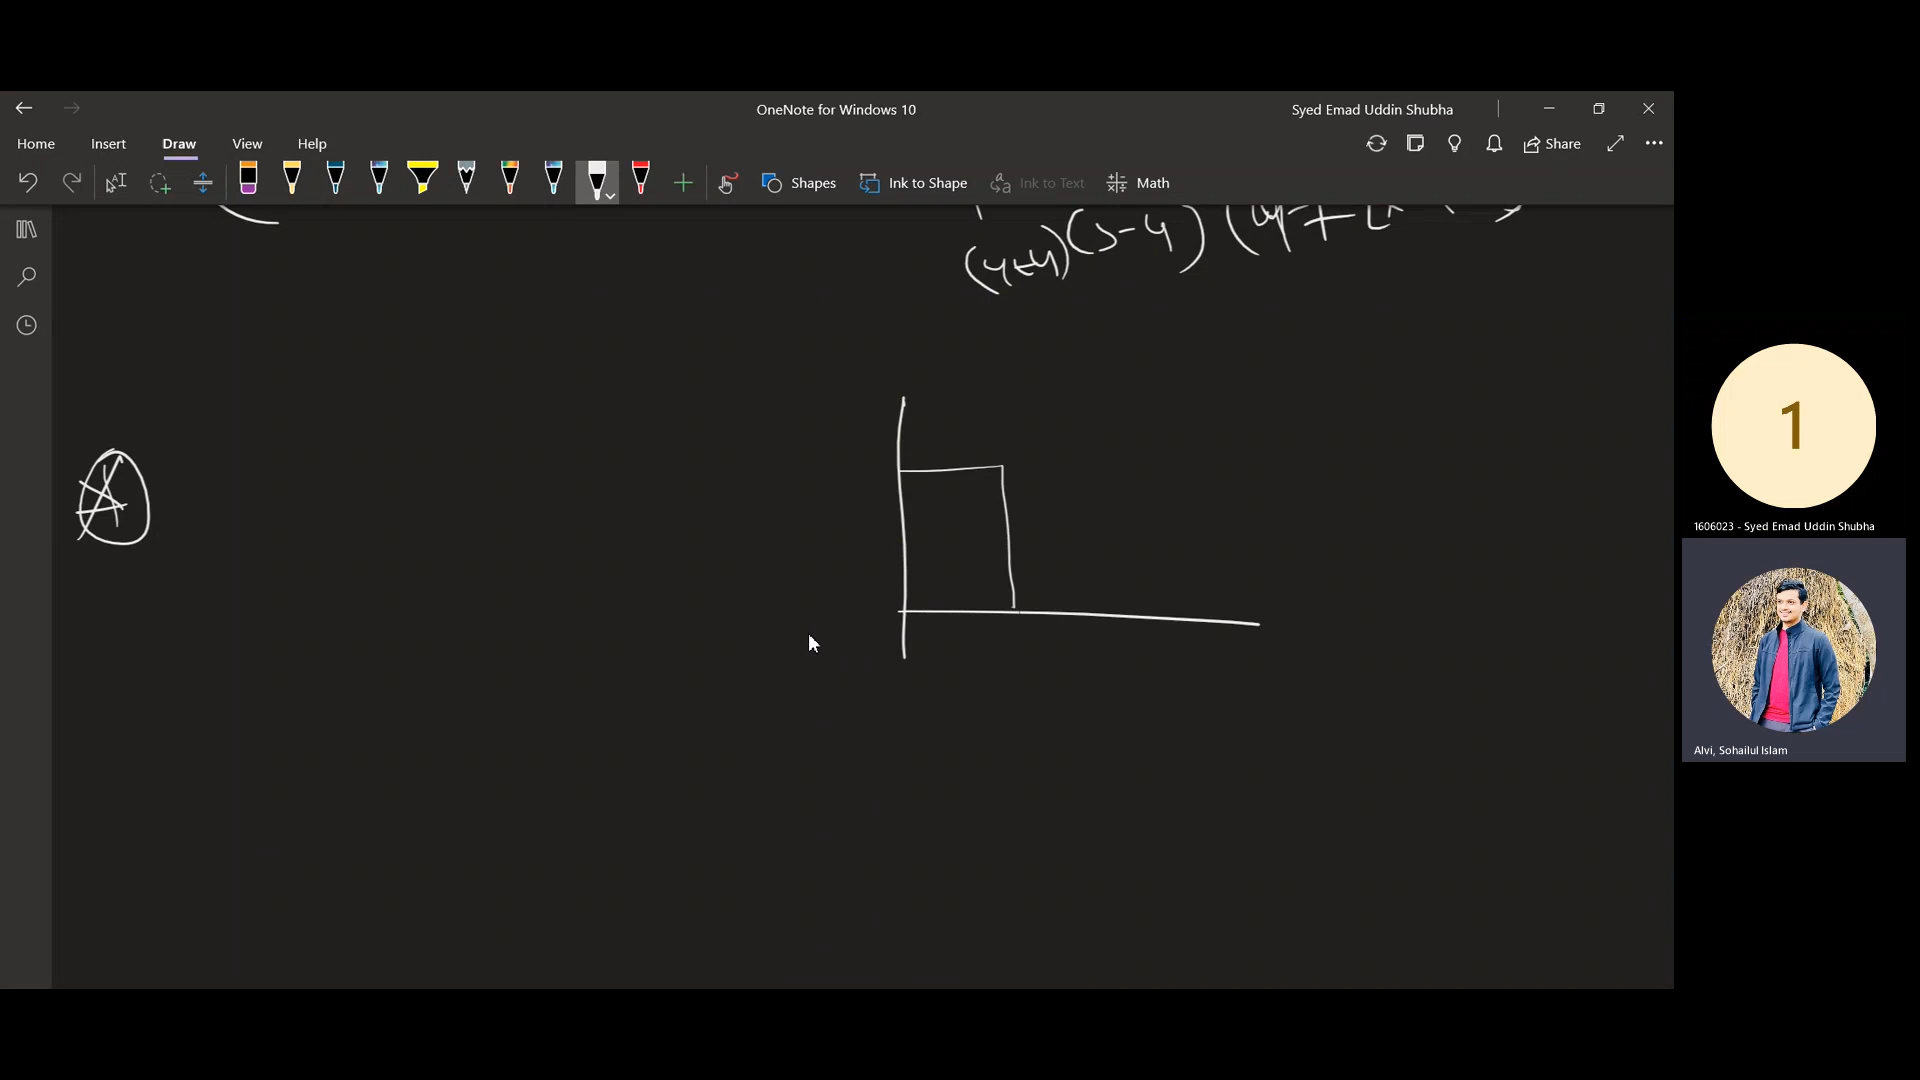 OneNote for Windows 10
Syed Emad Uddin Shubha
Home Insert Draw View Help
Share
Shapes Ink to Shape Ink to Text Math
(4+4)(5-4)
1
1606023 - Syed Emad Uddin Shubha
Alvi, Sohailul Islam